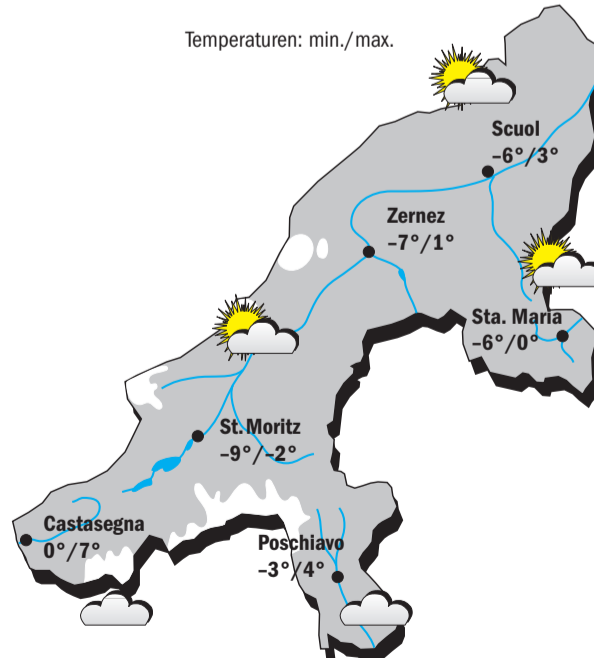 Temperaturen: min./max.
Scuol
–6°/3°
Zernez
–7°/1°
Sta. Maria
–6°/0°
St. Moritz
–9°/–2°
Castasegna
0°/7°
Poschiavo
–3°/4°